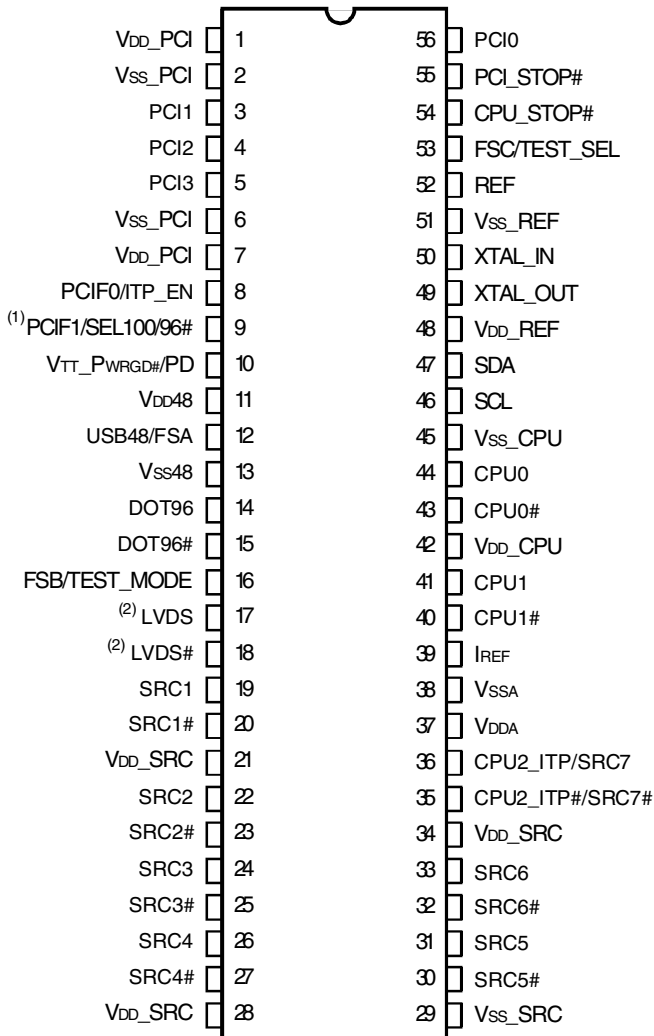 VDD_PCI 1 56 PCI0
VSS_PCI 2 55 PCI_STOP#
PCI1 3 54 CPU_STOP#
PCI2 4 53 FSC/TEST_SEL
PCI3 5 52 REF
VSS_PCI 6 51 VSS_REF
VDD_PCI 7 50 XTAL_IN
PCIF0/ITP_EN 8 49 XTAL_OUT
(1) PCIF1/SEL100/96# 9 48 VDD_REF
VTT_PWRGD#/PD 10 47 SDA
VDD48 11 46 SCL
USB48/FSA 12 45 VSS_CPU
VSS48 13 44 CPU0
DOT96 14 43 CPU0#
DOT96# 15 42 VDD_CPU
FSB/TEST_MODE 16 41 CPU1
(2) LVDS 17 40 CPU1#
(2) LVDS# 18 39 IREF
SRC1 19 38 VSSA
SRC1# 20 37 VDDA
VDD_SRC 21 36 CPU2_ITP/SRC7
SRC2 22 35 CPU2_ITP#/SRC7#
SRC2# 23 34 VDD_SRC
SRC3 24 33 SRC6
SRC3# 25 32 SRC6#
SRC4 26 31 SRC5
SRC4# 27 30 SRC5#
VDD_SRC 28 29 VSS_SRC